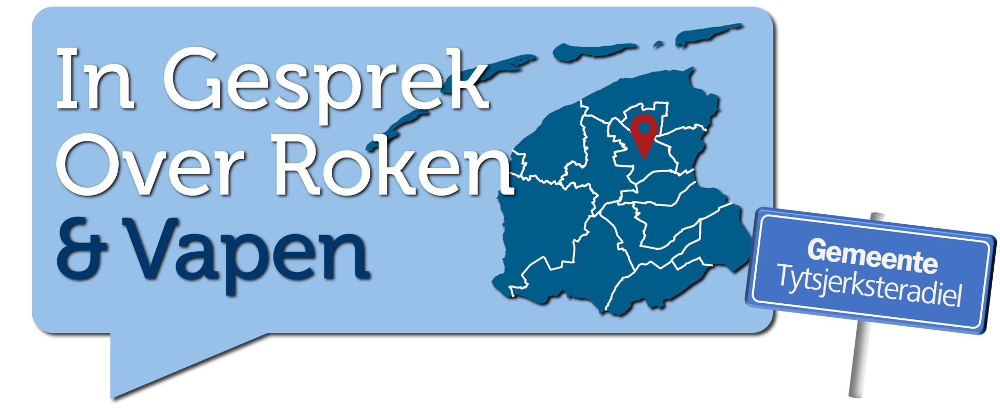 In Gesprek
Over Roken
& Vapen
Gemeente
Tytsjerksteradiel